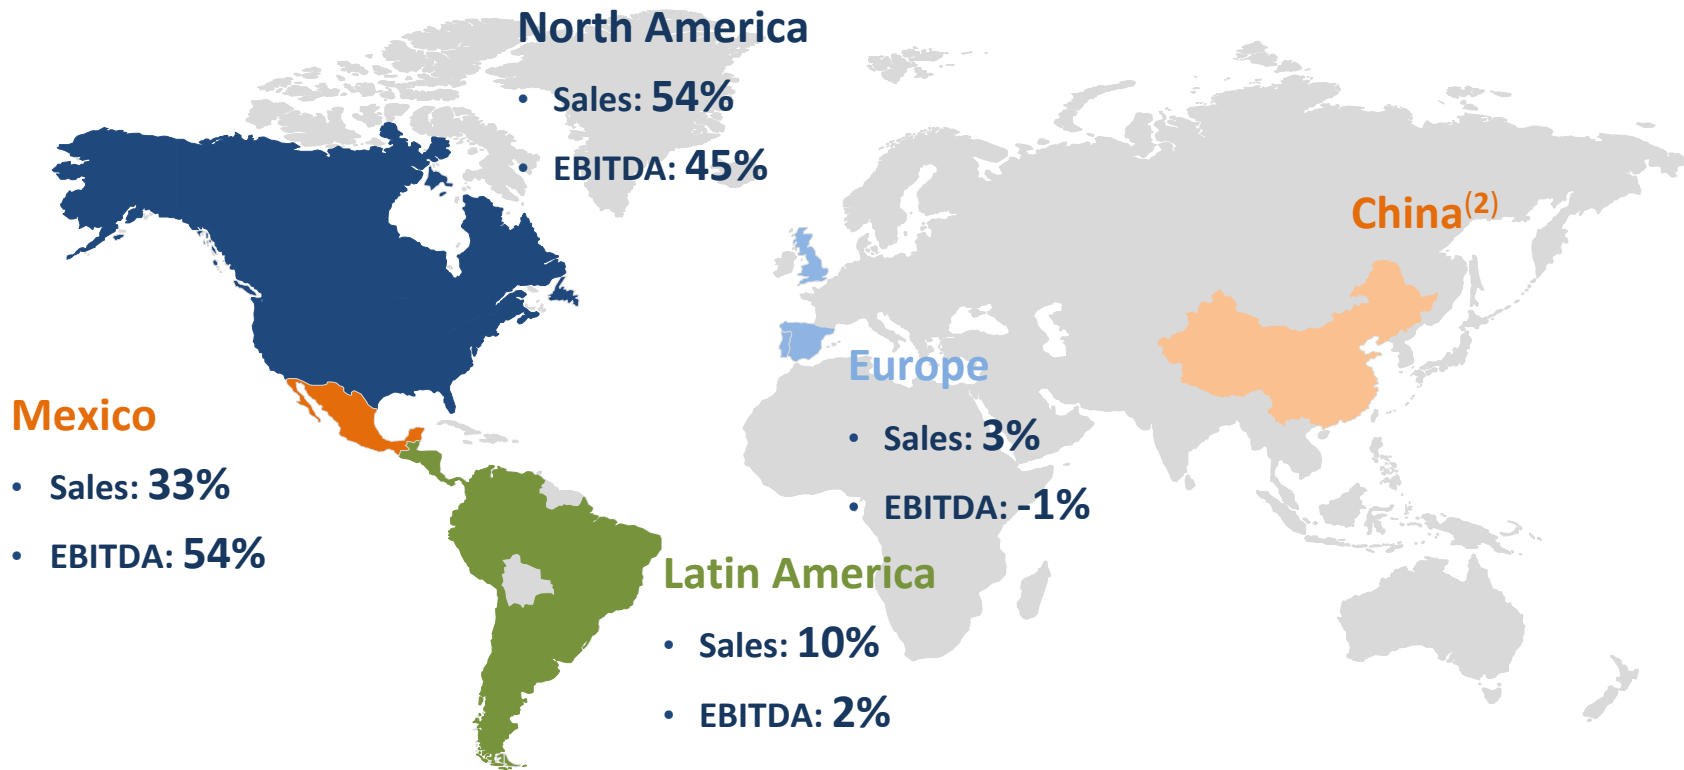 North America
• Sales: 54%
• EBITDA: 45%
China(2)
Mexico
• Sales: 33%
• EBITDA: 54%
Europe
• Sales: 3%
• EBITDA: -1%
Latin America
• Sales: 10%
• EBITDA: 2%